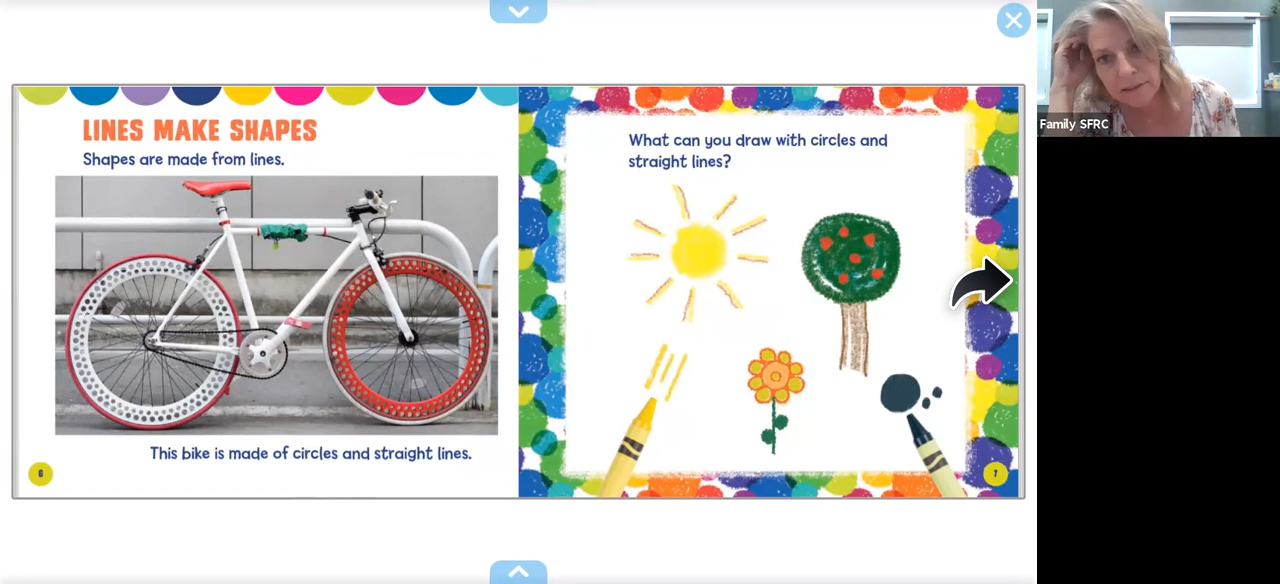 LINES MAKE SHAPES
Shapes are made from lines.
This bike is made of circles and straight lines.
6
What can you draw with circles and
straight lines?
7
Family SFRC